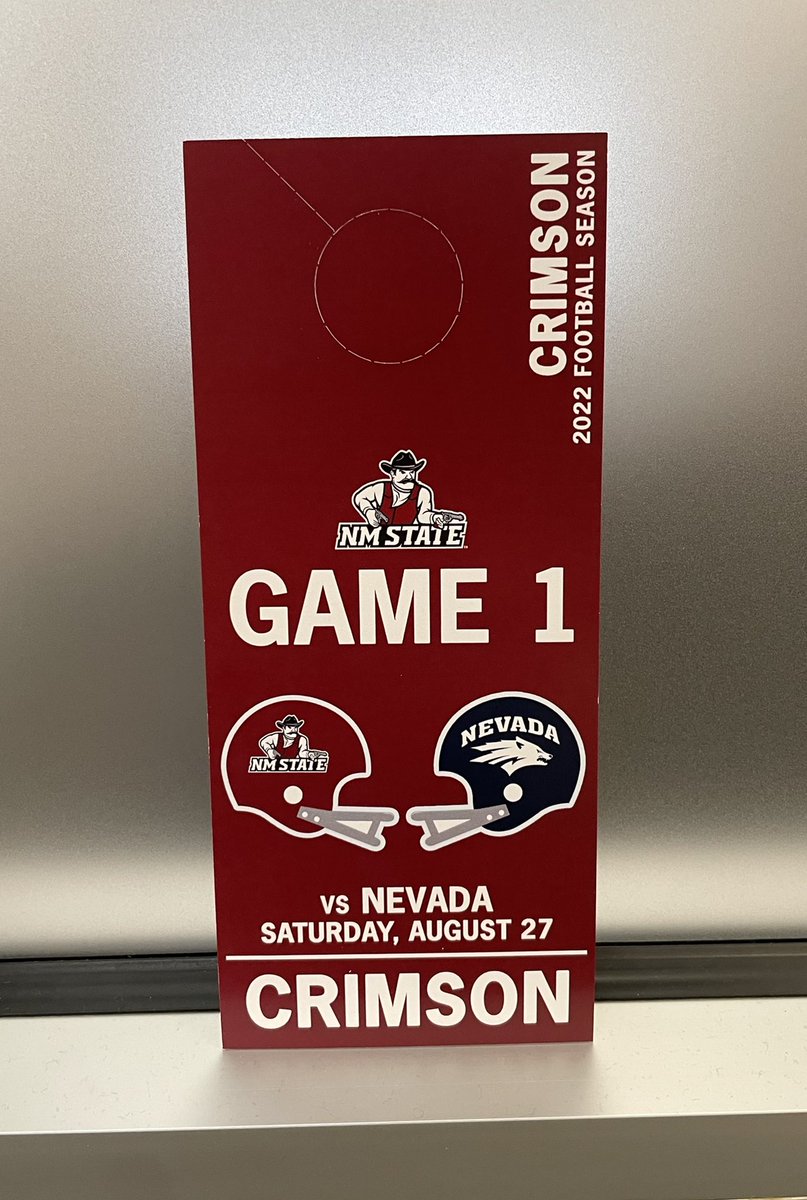 CRIMSON
2022 FOOTBALL SEASON
NM STATE
GAME 1
NM STATE
NEVADA
VS NEVADA
SATURDAY, AUGUST 27
CRIMSON